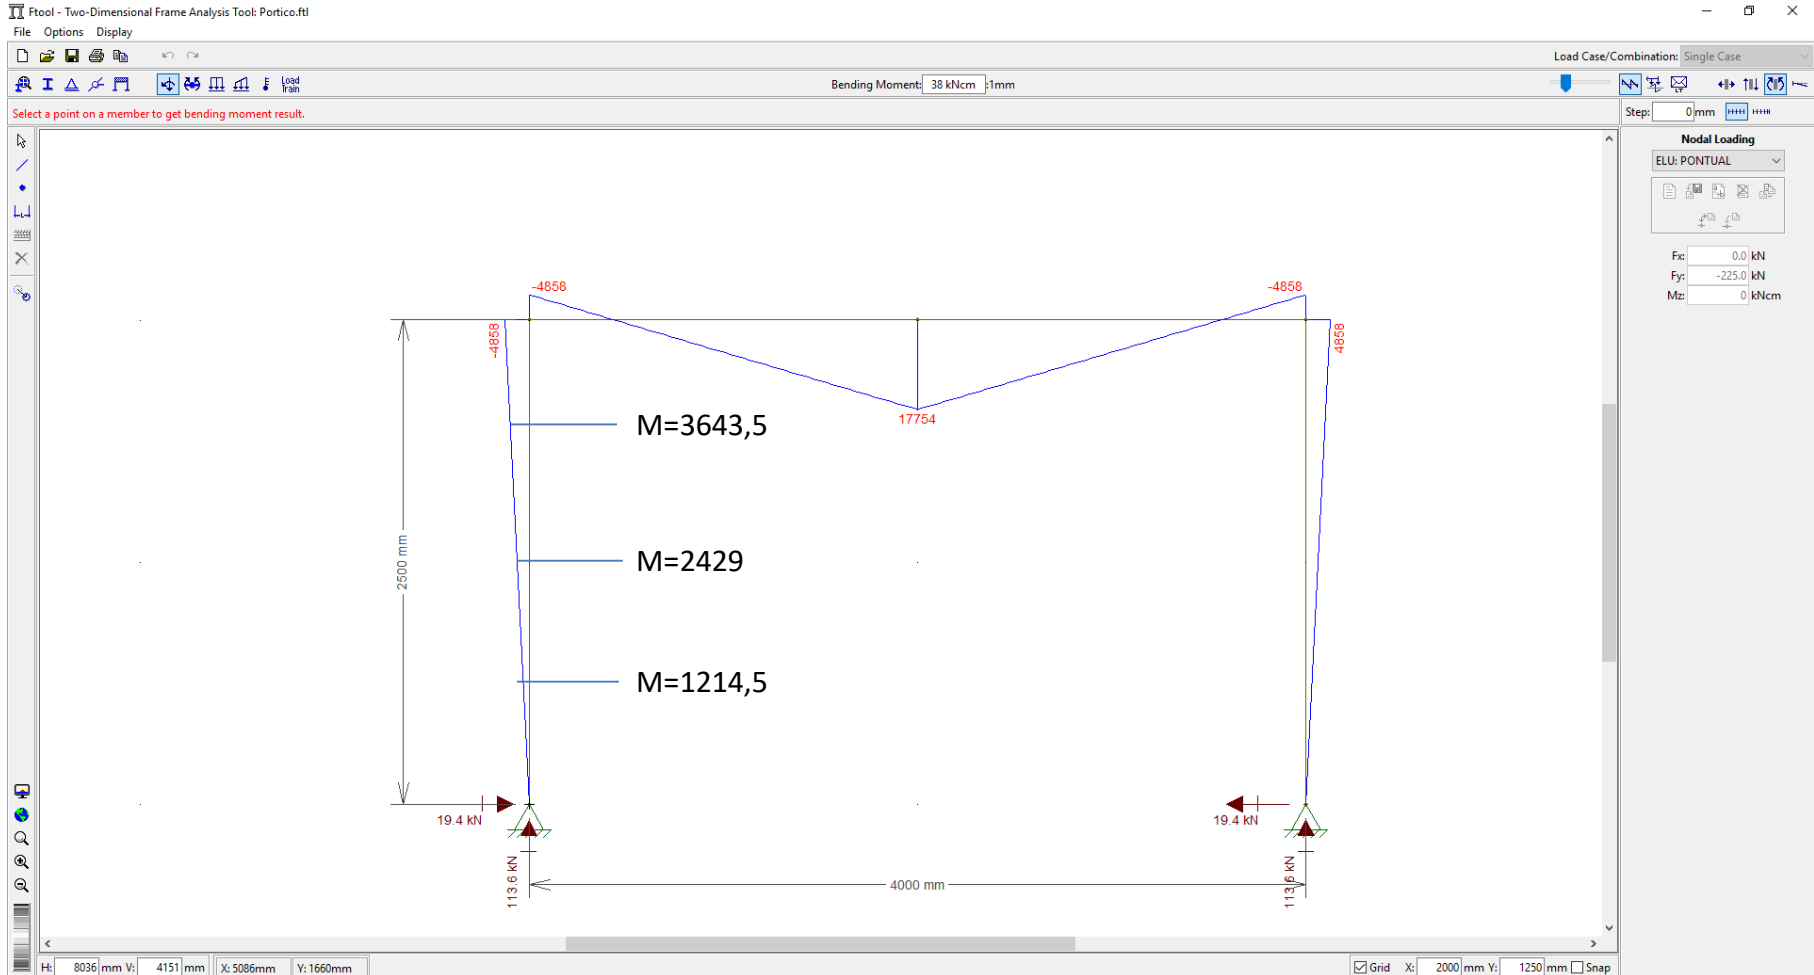 Ftool - Two-Dimensional Frame Analysis Tool: Portico.ftl
File Options Display
Load Case/Combination: Single Case
Load Train
Bending Moment: 38 kNcm :1mm
Select a point on a member to get bending moment result.
Step: 0 mm
Nodal Loading
ELU: PONTUAL
Fx: 0.0 kN
Fy: -225.0 kN
Mz: 0 kNcm
-4858
-4858
-4858
4858
17754
M=3643,5
M=2429
M=1214,5
2500 mm
19.4 kN
19.4 kN
113.6 kN
113.6 kN
4000 mm
H: 8036 mm V: 4151 mm X: 5086mm Y: 1660mm
Grid X: 2000 mm Y: 1250 mm Snap